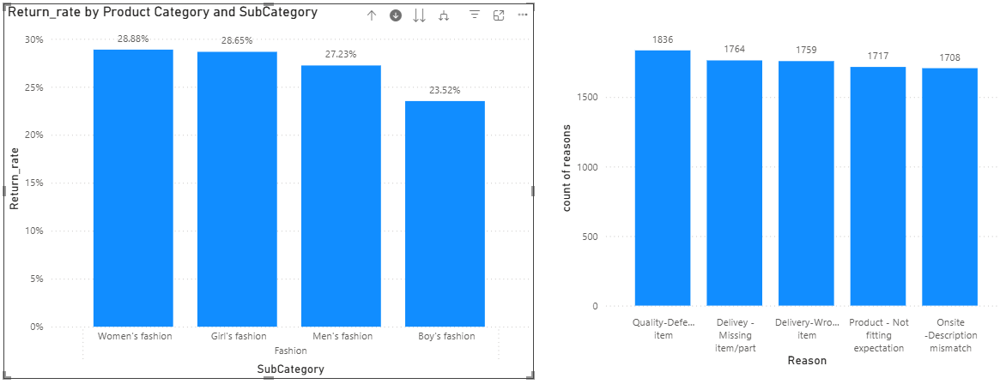 Return_rate by Product Category and SubCategory
30%
25%
20%
15%
10%
5%
0%
Return_rate
28.88%
28.65%
27.23%
23.52%
Women's fashion
Girl's fashion
Men's fashion
Boy's fashion
Fashion
SubCategory
1500
1000
500
0
count of reasons
1836
1764
1759
1717
1708
Quality-Defe...
item
Delivey -
Missing
item/part
Delivery-Wro...
item
Product - Not
fitting
expectation
Onsite
-Description
mismatch
Reason